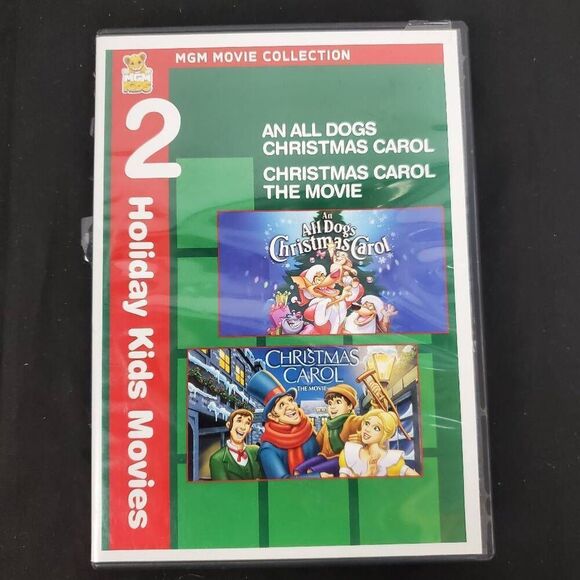 MGM KIDS
MGM MOVIE COLLECTION
2 Holiday Kids Movies
AN ALL DOGS
CHRISTMAS CAROL
CHRISTMAS CAROL
THE MOVIE
An
All Dogs
Christmas Carol
CHRISTMAS
CAROL
THE MOVIE